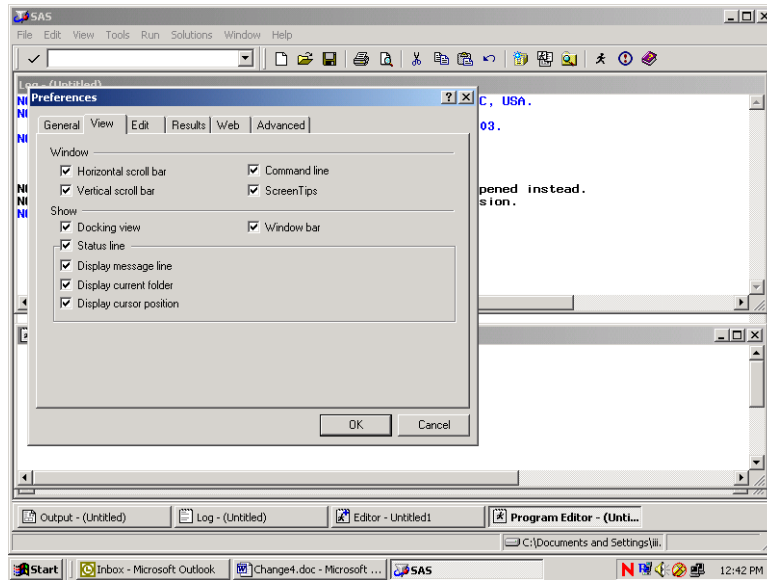 SAS
File Edit View Tools Run Solutions Window Help
Log - (Untitled)
Preferences
C, USA.
03.
General View Edit Results Web Advanced
Window
Horizontal scroll bar Command line
Vertical scroll bar ScreenTips
pened instead.
sion.
Show
Docking view Window bar
Status line
Display message line
Display current folder
Display cursor position
OK Cancel
Output - (Untitled) Log - (Untitled) Editor - Untitled1 Program Editor - (Unti...
C:\Documents and Settings\iii.
Start Inbox - Microsoft Outlook Change4.doc - Microsoft ... SAS 12:42 PM